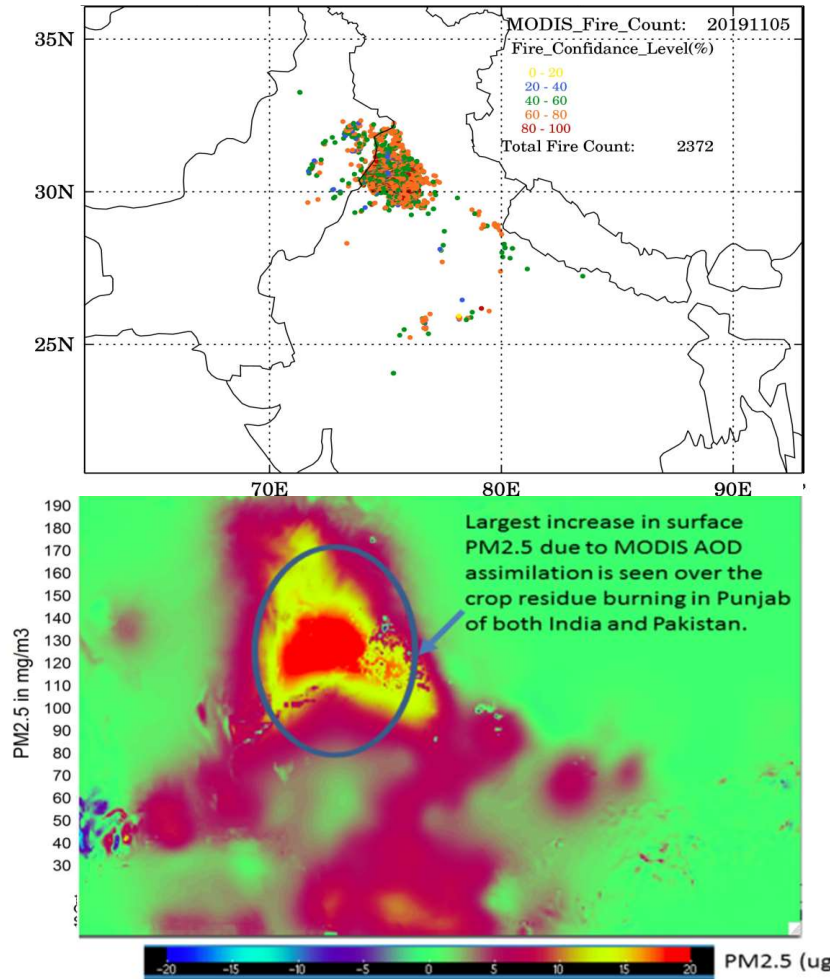 MODIS_Fire_Count: 20191105
Fire_Confidance_Level(%)
0 - 20
20 - 40
40 - 60
60 - 80
80 - 100
Total Fire Count: 2372
35N
30N
25N
70E 80E 90E
Largest increase in surface
PM2.5 due to MODIS AOD
assimilation is seen over the
crop residue burning in Punjab
of both India and Pakistan.
PM2.5 in mg/m3
190
180
170
160
150
140
130
120
110
100
90
80
70
60
50
40
30
-20 -15 -10 -5 0 5 10 15 20
PM2.5 (ug